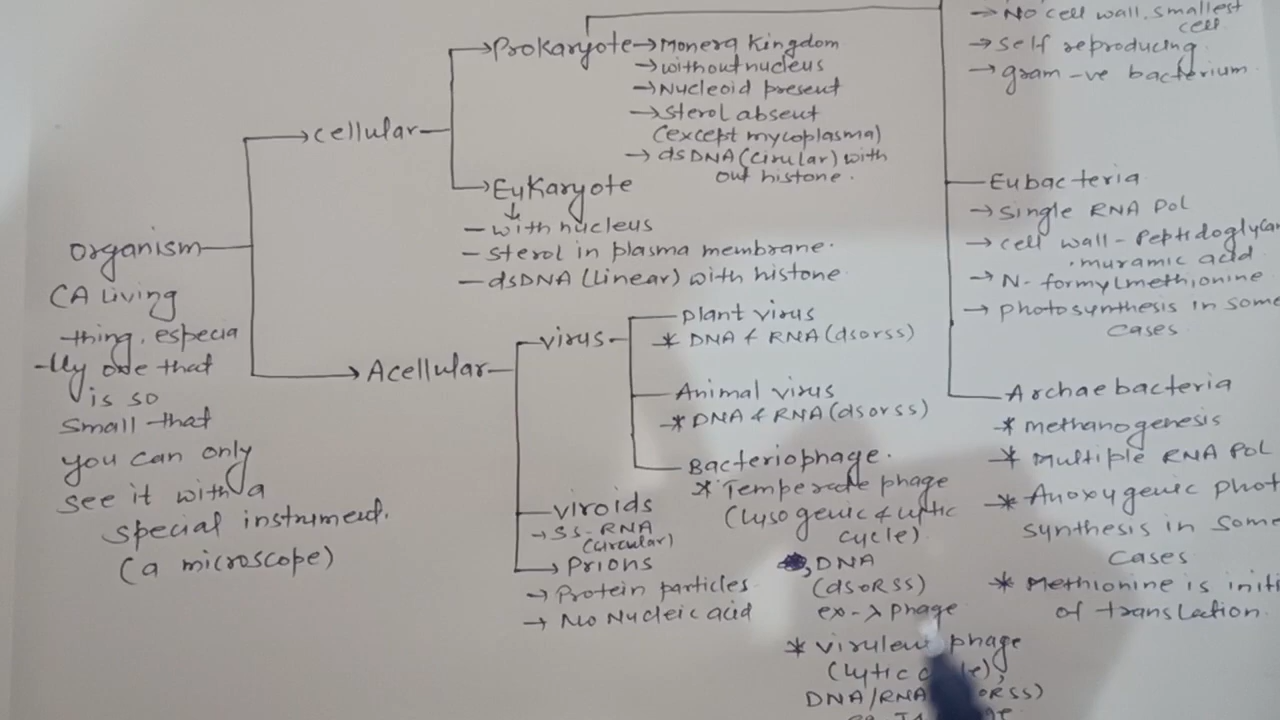 → No cell wall, smallest
cell
→ self reproducing
→ gram -ve bacterium
Prokaryote → Monera Kingdom
→ without nucleus
→ Nucleoid present
→ Sterol absent
(except mycoplasma)
→ dsDNA (Cirular) with
out histone.
cellular
Eukaryote
- with nucleus
- sterol in plasma membrane.
- dsDNA (Linear) with histone
organism
(A Living
thing, especia
-lly one that
is so
small that
you can only
see it with a
special instrument.
(a microscope)
Acellular
virus
plant virus
* DNA & RNA (ds or ss)
Animal virus
* DNA & RNA (ds or ss)
Bacteriophage.
* Temperate phage
(lysogenic & lytic
cycle)
DNA
(ds OR SS)
ex- λ phage
* virulent phage
(Lytic
DNA/RNA
viroids
→ SS-RNA
(circular)
Prions
→ Protein particles
→ No Nucleic acid
Eubacteria
→ Single RNA Pol
→ cell wall - Peptidoglycan
. muramic acid
→ N- formylmethionine
→ photosynthesis in some
cases
Archaebacteria
* methanogenesis
* Multiple RNA Pol
* Anoxygenic phot
synthesis in some
cases
* Methionine is initi
of translation.